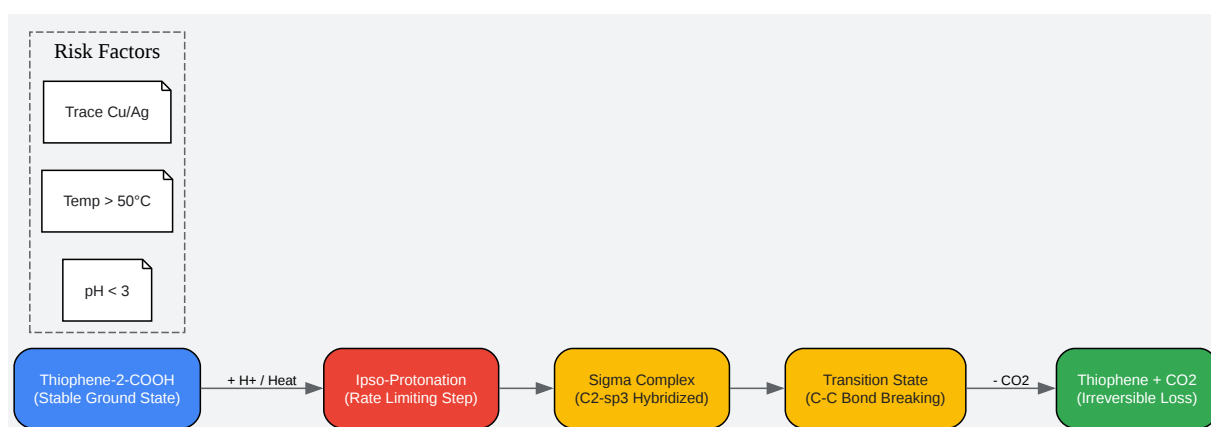 Risk Factors
Trace Cu/Ag
Temp > 50°C
pH < 3
Thiophene-2-COOH
(Stable Ground State)
+ H+ / Heat
Ipso-Protonation
(Rate Limiting Step)
Sigma Complex
(C2-sp3 Hybridized)
Transition State
(C-C Bond Breaking)
- CO2
Thiophene + CO2
(Irreversible Loss)